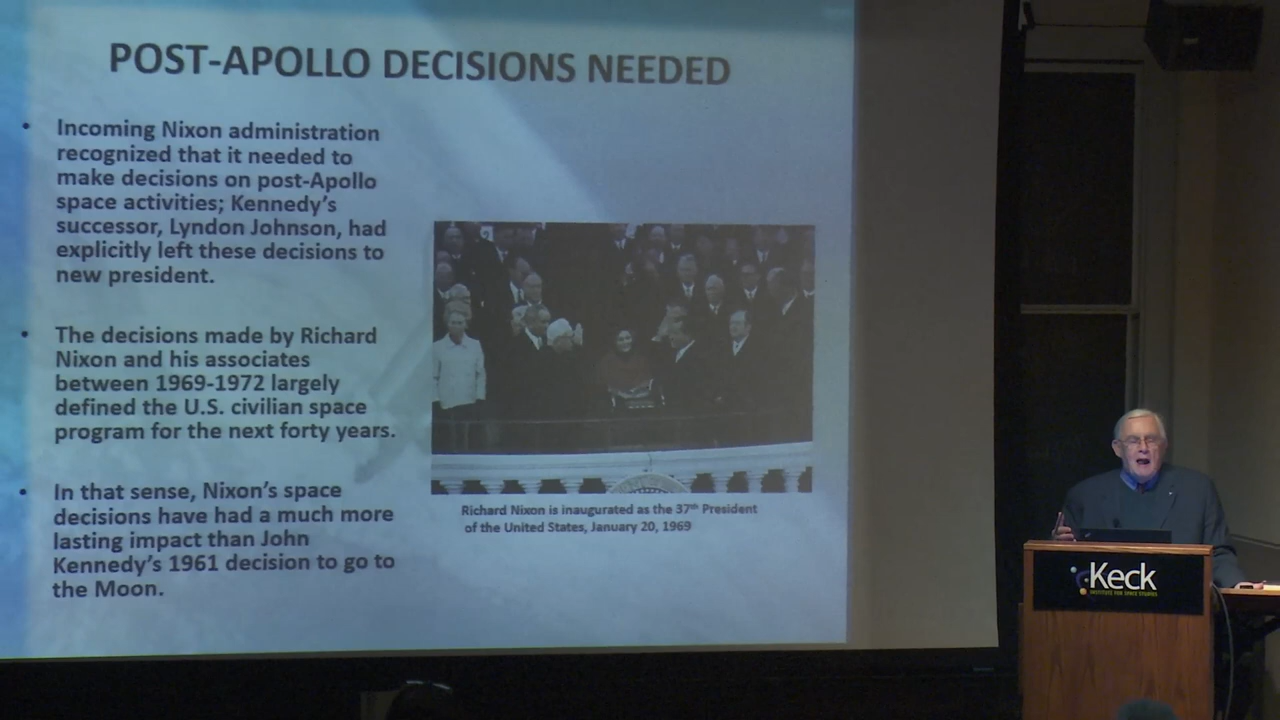 POST-APOLLO DECISIONS NEEDED
• Incoming Nixon administration
recognized that it needed to
make decisions on post-Apollo
space activities; Kennedy's
successor, Lyndon Johnson, had
explicitly left these decisions to
new president.
• The decisions made by Richard
Nixon and his associates
between 1969-1972 largely
defined the U.S. civilian space
program for the next forty years.
• In that sense, Nixon's space
decisions have had a much more
lasting impact than John
Kennedy's 1961 decision to go to
the Moon.
Richard Nixon is inaugurated as the 37th President
of the United States, January 20, 1969
Keck
INSTITUTE FOR SPACE STUDIES